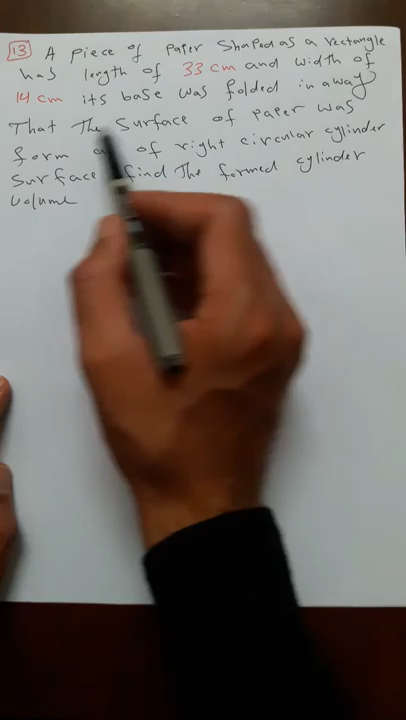 13 A piece of paper shaped as a rectangle
has length of 33 cm and width of
14 cm its base was folded in away
That The Surface of paper was
form of right circular cylinder
surface find The formed cylinder
volume